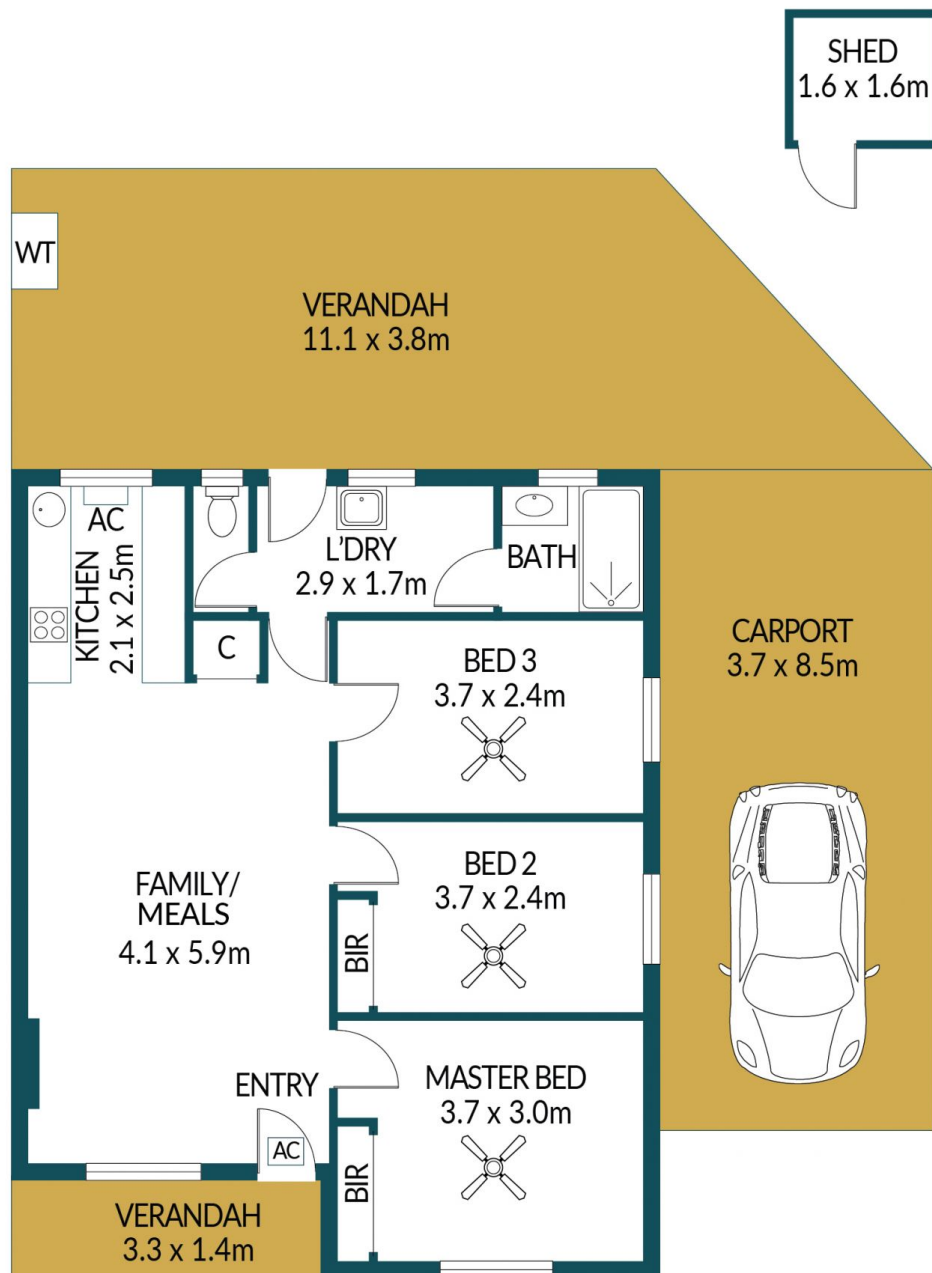 SHED
1.6 x 1.6m
WT
VERANDAH
11.1 x 3.8m
AC
KITCHEN
2.1 x 2.5m
L'DRY
2.9 x 1.7m
BATH
C
BED 3
3.7 x 2.4m
CARPORT
3.7 x 8.5m
FAMILY/
MEALS
4.1 x 5.9m
BED 2
3.7 x 2.4m
BIR
ENTRY
AC
MASTER BED
3.7 x 3.0m
BIR
VERANDAH
3.3 x 1.4m